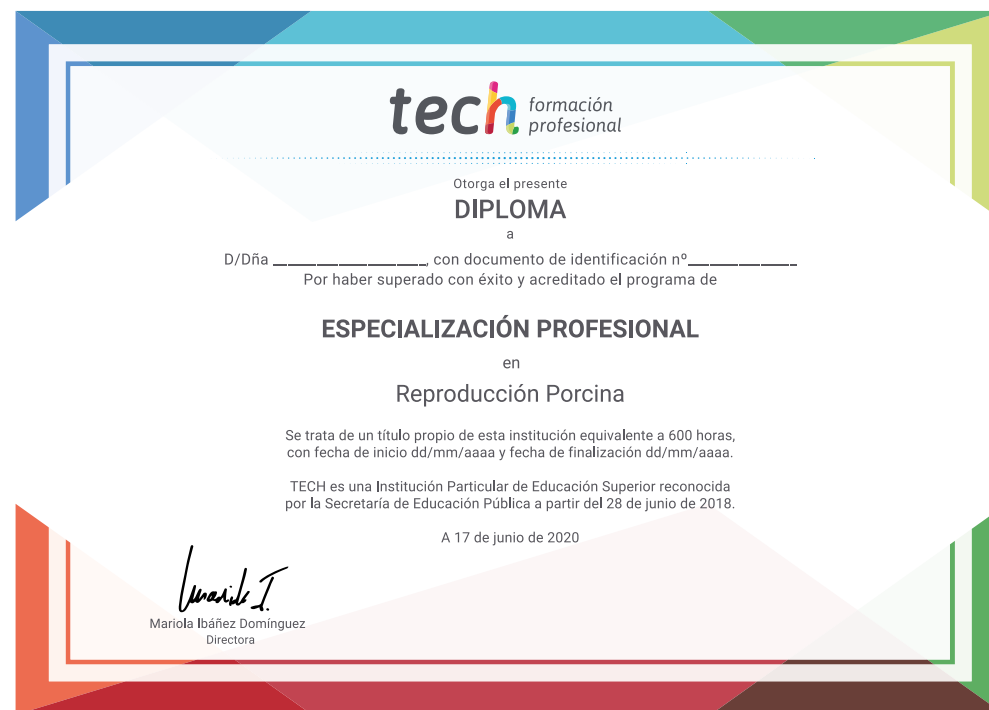 tech formación
profesional
Otorga el presente
DIPLOMA
a
D/Dña ____________________, con documento de identificación nº______________
Por haber superado con éxito y acreditado el programa de
ESPECIALIZACIÓN PROFESIONAL
en
Reproducción Porcina
Se trata de un título propio de esta institución equivalente a 600 horas,
con fecha de inicio dd/mm/aaaa y fecha de finalización dd/mm/aaaa.
TECH es una Institución Particular de Educación Superior reconocida
por la Secretaría de Educación Pública a partir del 28 de junio de 2018.
A 17 de junio de 2020
Mariola Ibáñez Domínguez
Directora